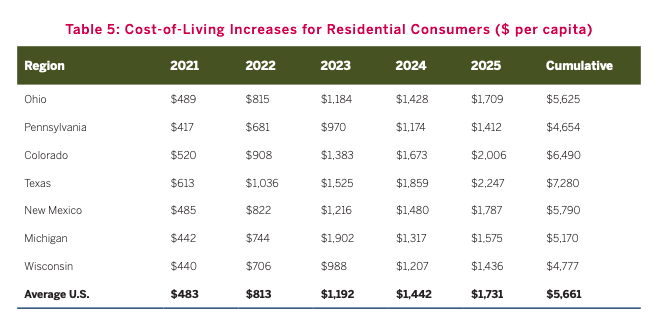 Table 5: Cost-of-Living Increases for Residential Consumers ($ per capita)
Region 2021 2022 2023 2024 2025 Cumulative
Ohio $489 $815 $1,184 $1,428 $1,709 $5,625
Pennsylvania $417 $681 $970 $1,174 $1,412 $4,654
Colorado $520 $908 $1,383 $1,673 $2,006 $6,490
Texas $613 $1,036 $1,525 $1,859 $2,247 $7,280
New Mexico $485 $822 $1,216 $1,480 $1,787 $5,790
Michigan $442 $744 $1,902 $1,317 $1,575 $5,170
Wisconsin $440 $706 $988 $1,207 $1,436 $4,777
Average U.S. $483 $813 $1,192 $1,442 $1,731 $5,661